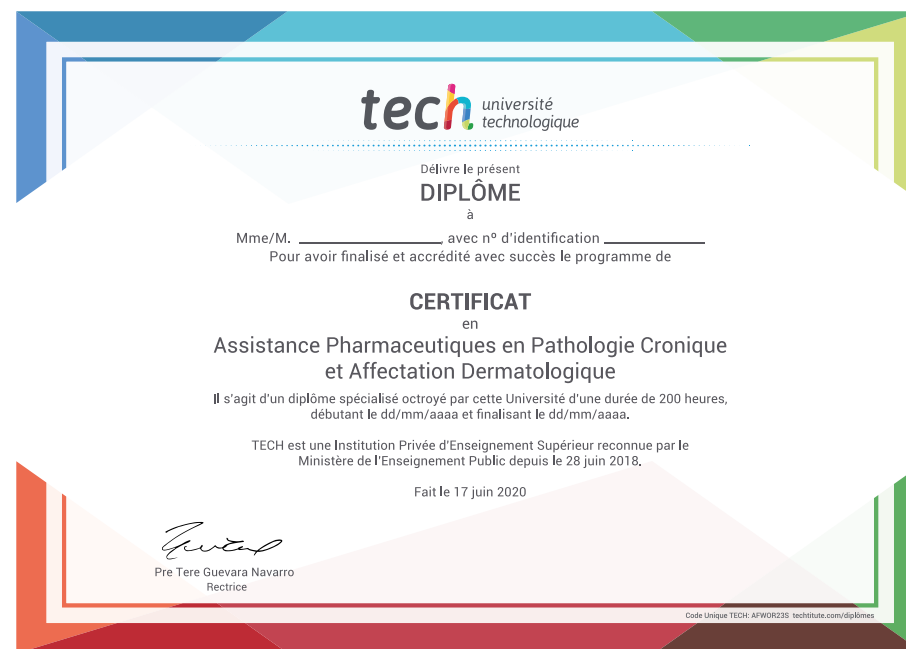 tech université
technologique
Délivre le présent
DIPLÔME
à
Mme/M. ____________________, avec nº d'identification ______________
Pour avoir finalisé et accrédité avec succès le programme de
CERTIFICAT
en
Assistance Pharmaceutiques en Pathologie Cronique
et Affectation Dermatologique
Il s'agit d'un diplôme spécialisé octroyé par cette Université d'une durée de 200 heures,
débutant le dd/mm/aaaa et finalisant le dd/mm/aaaa.
TECH est une Institution Privée d'Enseignement Supérieur reconnue par le
Ministère de l'Enseignement Public depuis le 28 juin 2018.
Fait le 17 juin 2020
Pre Tere Guevara Navarro
Rectrice
Code Unique TECH: AFWOR23S techtitute.com/diplômes